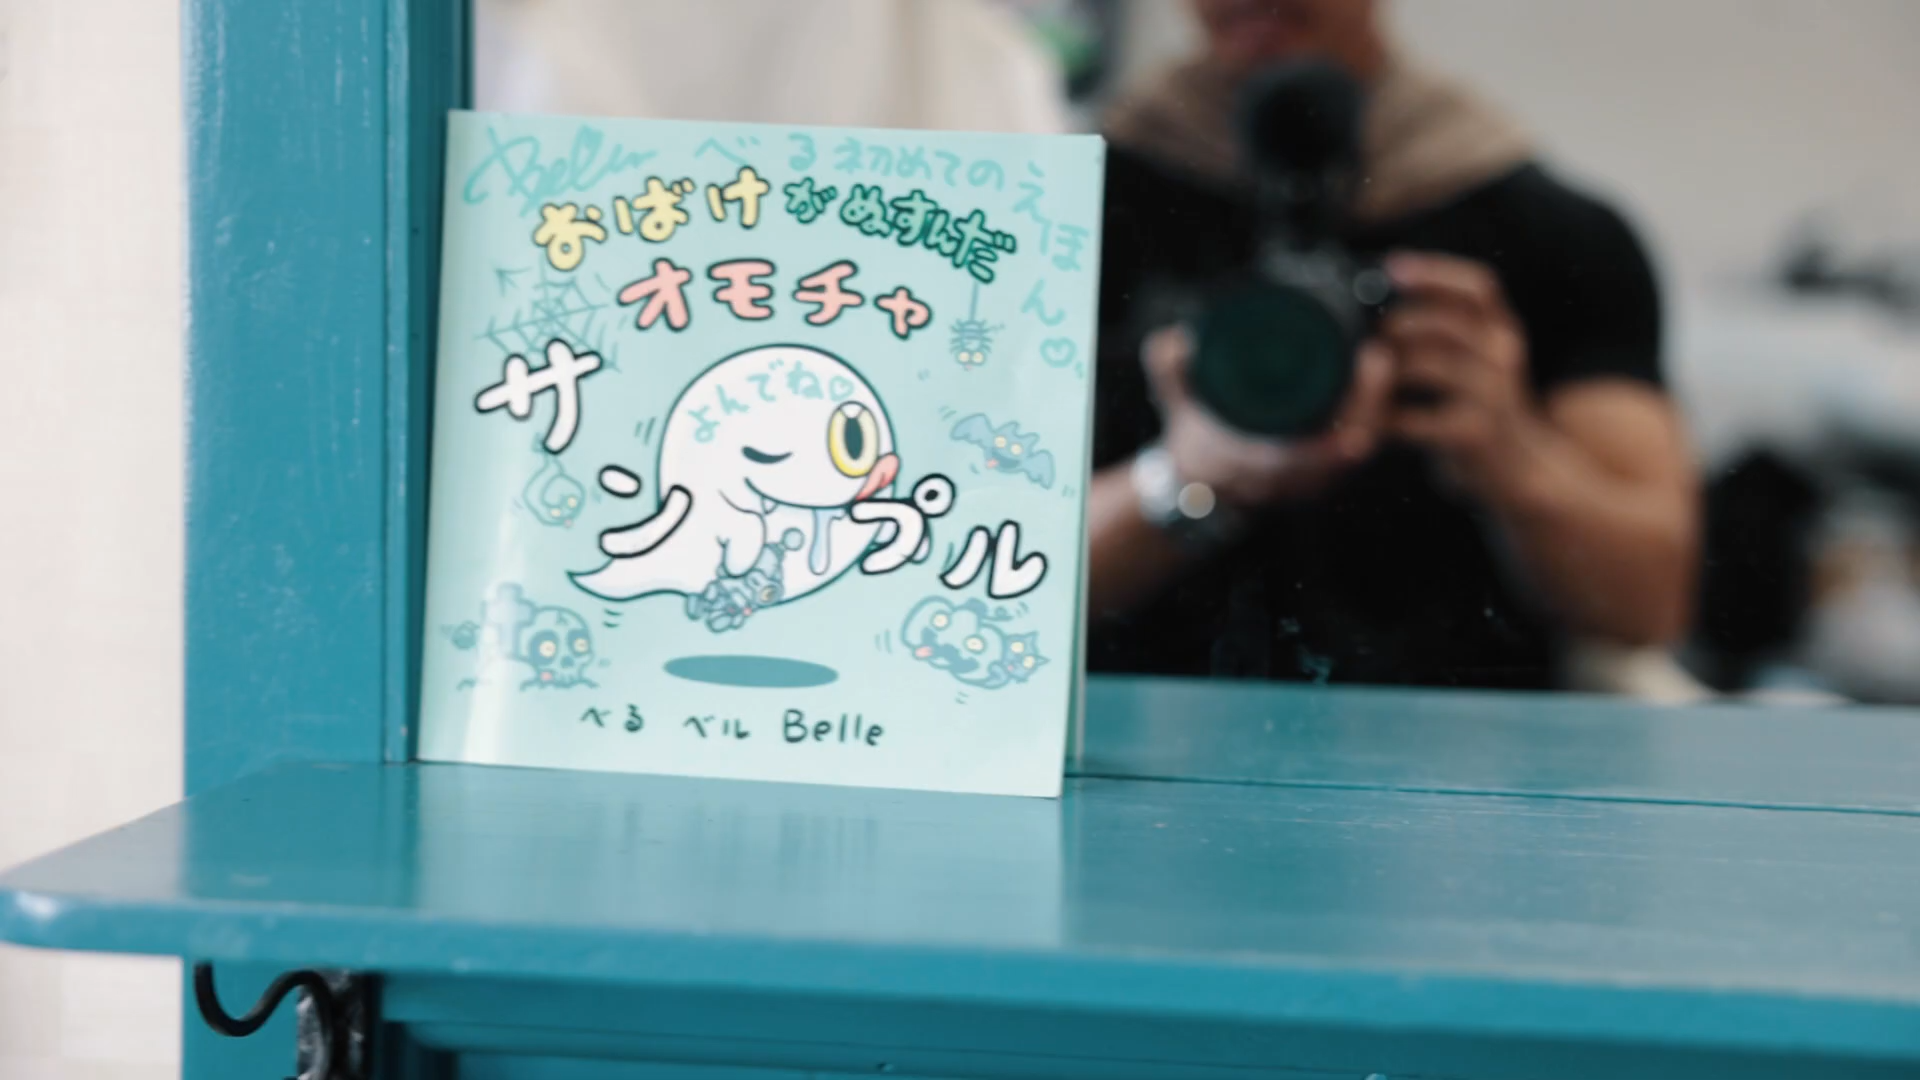 Belle
べる初めてのえほん♡
おばけがぬすんだ
オモチャ
サンプル
よんでね♡
べる ベル Belle